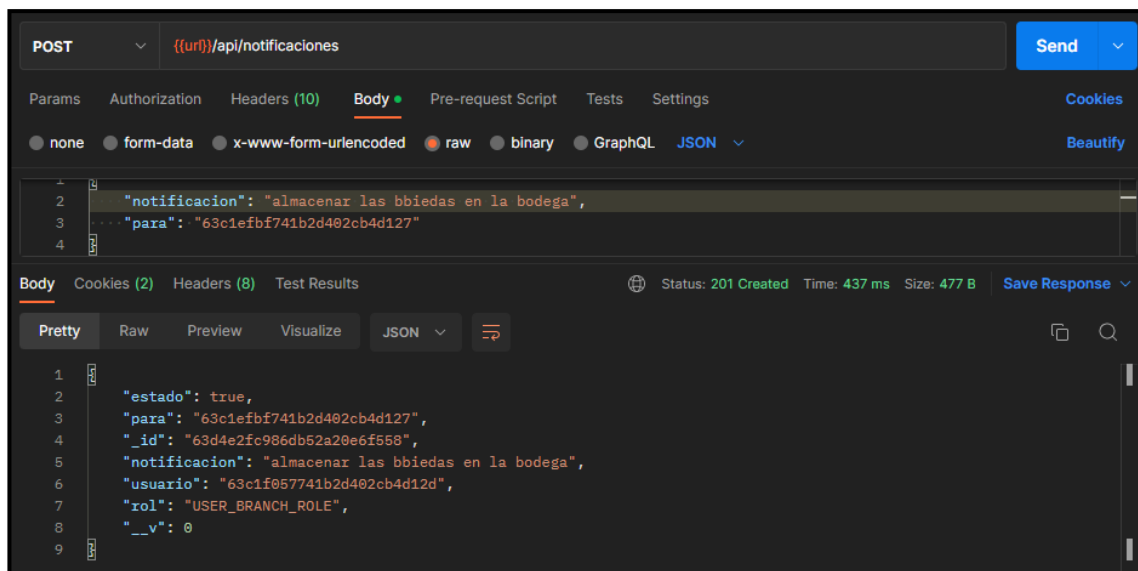 POST {{url}}/api/notificaciones Send
Params Authorization Headers (10) Body Pre-request Script Tests Settings Cookies
none form-data x-www-form-urlencoded raw binary GraphQL JSON Beautify
1 {
2 "notificacion": "almacenar las bbiedas en la bodega",
3 "para": "63c1efbf741b2d402cb4d127"
4 }
Body Cookies (2) Headers (8) Test Results Status: 201 Created Time: 437 ms Size: 477 B Save Response
Pretty Raw Preview Visualize JSON
1 {
2 "estado": true,
3 "para": "63c1efbf741b2d402cb4d127",
4 "_id": "63d4e2fc986db52a20e6f558",
5 "notificacion": "almacenar las bbiedas en la bodega",
6 "usuario": "63c1f057741b2d402cb4d12d",
7 "rol": "USER_BRANCH_ROLE",
8 "__v": 0
9 }